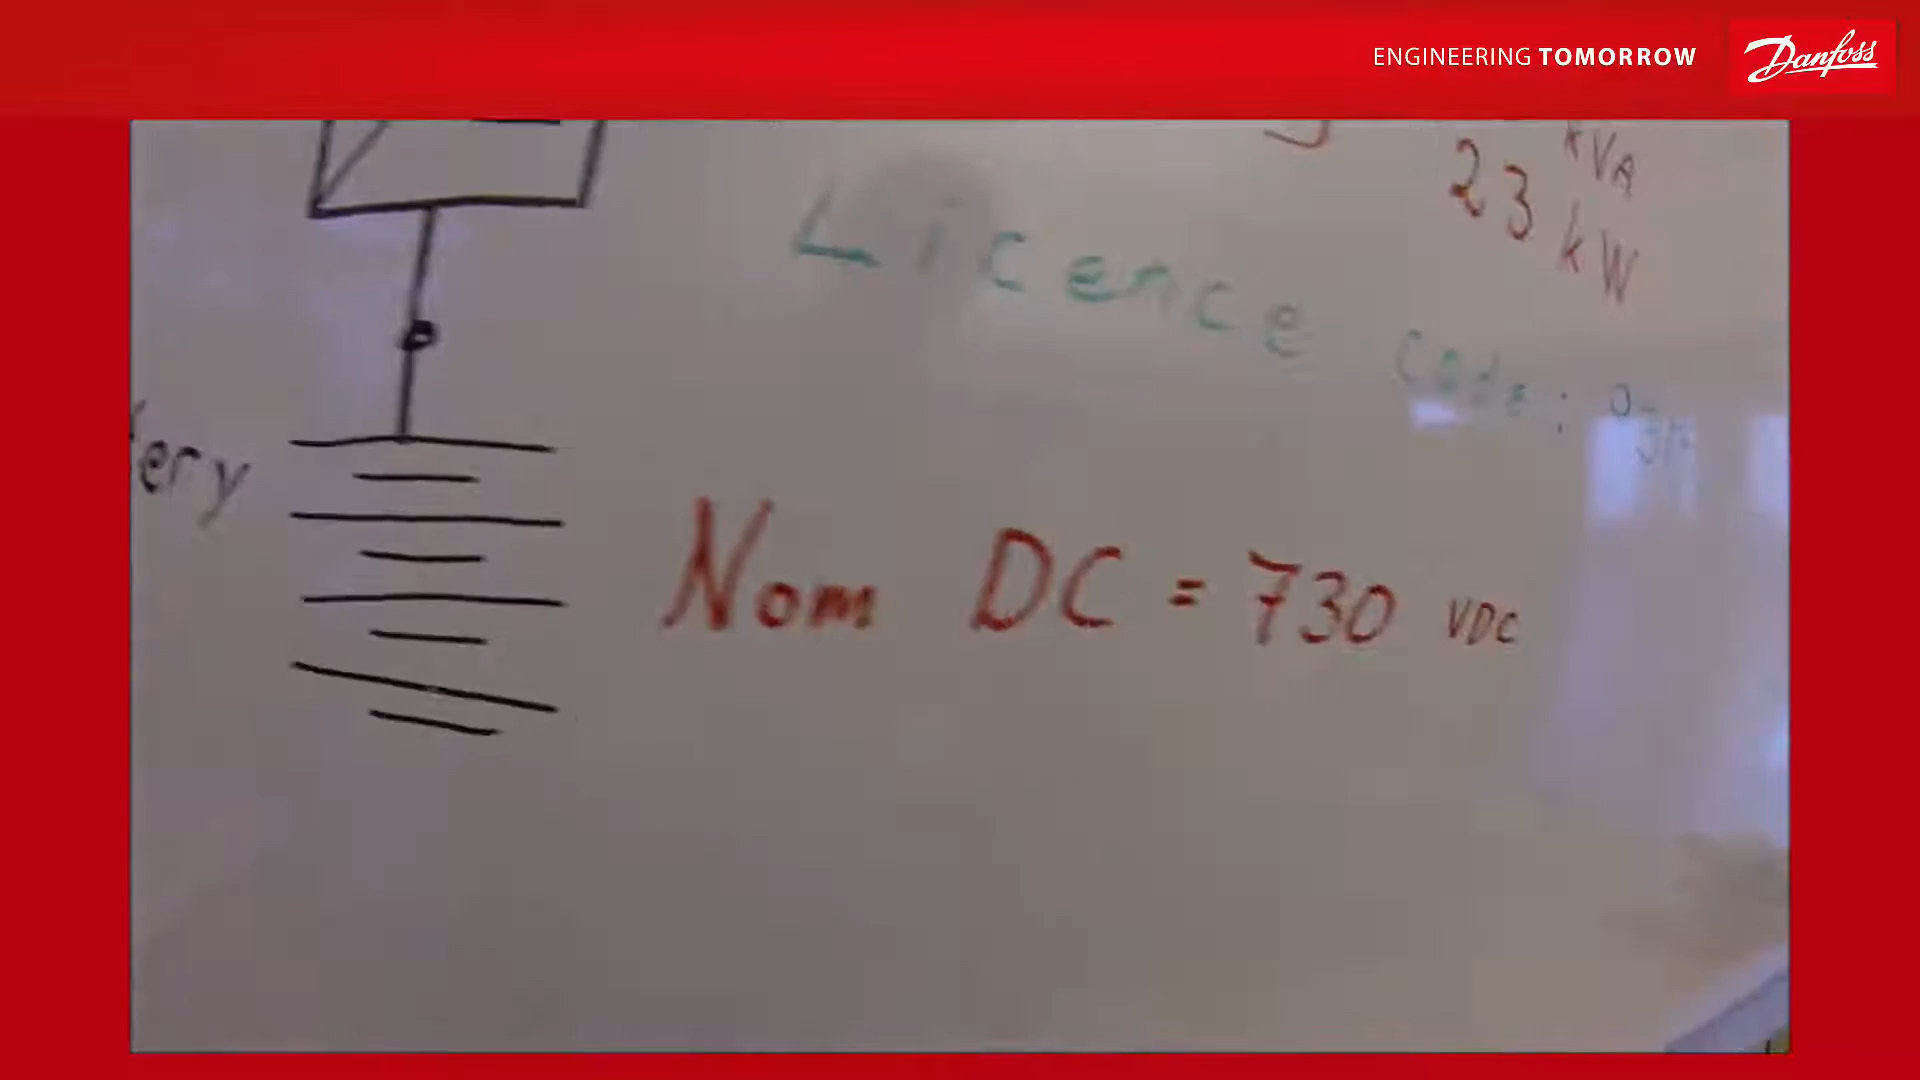 ENGINEERING TOMORROW
Danfoss
kVA
23 kW
Licence code:
ery
Nom DC = 730 VDC